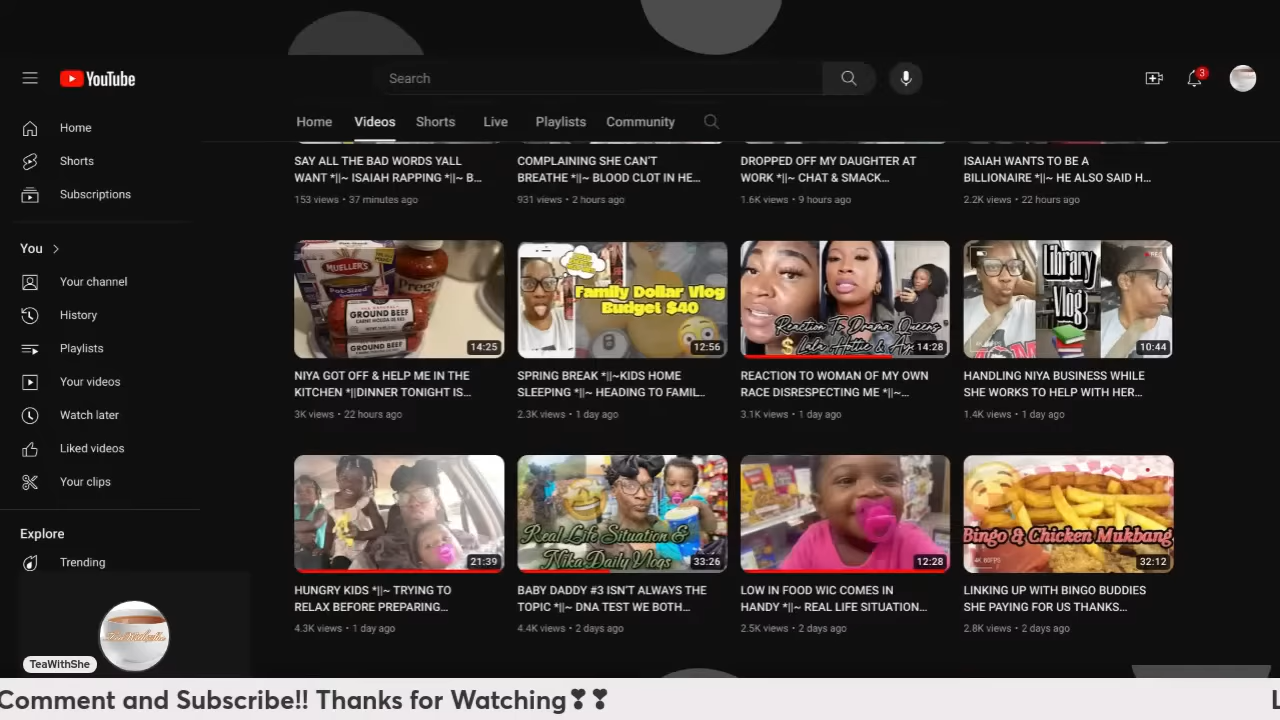 YouTube
Search
3
Home
Shorts
Subscriptions
You
Your channel
History
Playlists
Your videos
Watch later
Liked videos
Your clips
Explore
Trending
Home Videos Shorts Live Playlists Community
SAY ALL THE BAD WORDS YALL
WANT *||~ ISAIAH RAPPING *||~ B...
153 views • 37 minutes ago
COMPLAINING SHE CAN'T
BREATHE *||~ BLOOD CLOT IN HE...
931 views • 2 hours ago
DROPPED OFF MY DAUGHTER AT
WORK *||~ CHAT & SMACK...
1.6K views • 9 hours ago
ISAIAH WANTS TO BE A
BILLIONAIRE *||~ HE ALSO SAID H...
2.2K views • 22 hours ago
MUELLER'S
Pot-Sized
Prego
GROUND BEEF
GROUND BEEF
14:25
NIYA GOT OFF & HELP ME IN THE
KITCHEN *||DINNER TONIGHT IS...
3K views • 22 hours ago
Family Dollar Vlog
Budget $40
12:56
SPRING BREAK *||~KIDS HOME
SLEEPING *||~ HEADING TO FAMIL...
2.3K views • 1 day ago
Reaction To Drama Queens
14:28
REACTION TO WOMAN OF MY OWN
RACE DISRESPECTING ME *||~...
3.1K views • 1 day ago
Library
Vlog
10:44
HANDLING NIYA BUSINESS WHILE
SHE WORKS TO HELP WITH HER...
1.4K views • 1 day ago
21:39
HUNGRY KIDS *||~ TRYING TO
RELAX BEFORE PREPARING...
4.3K views • 1 day ago
Real Life Situation &
Nika Daily Vlogs
33:26
BABY DADDY #3 ISN'T ALWAYS THE
TOPIC *||~ DNA TEST WE BOTH...
4.4K views • 2 days ago
12:28
LOW IN FOOD WIC COMES IN
HANDY *||~ REAL LIFE SITUATION...
2.5K views • 2 days ago
Bingo & Chicken Mukbang
4K 60FPS
32:12
LINKING UP WITH BINGO BUDDIES
SHE PAYING FOR US THANKS...
2.8K views • 2 days ago
TeaWithShe
Comment and Subscribe!! Thanks for Watching❣❣